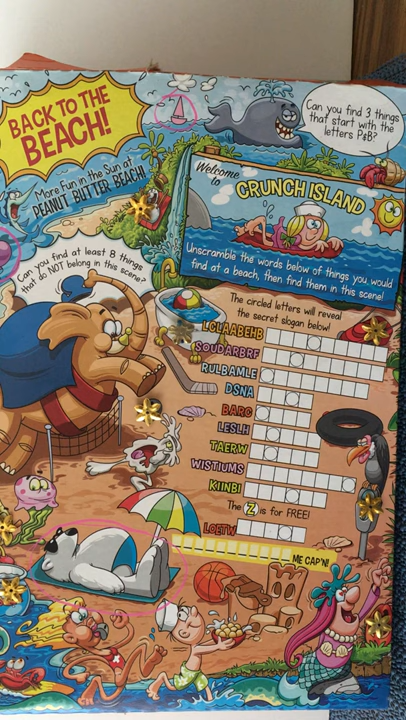 BACK TO THE
BEACH!
More Fun in the Sun at
PEANUT BUTTER BEACH!
Can you find 3 things
that start with the
letters P&B?
Welcome
to
CRUNCH ISLAND
Unscramble the words below of things you would
find at a beach, then find them in this scene!
Can you find at least 8 things
that do NOT belong in this scene?
The circled letters will reveal
the secret slogan below!
LCLAABEHB
SOUDARBRF
RULBAMLE
DSNA
BARC
LESLH
TAERW
WISTIUMS
KIINBI
The Z is for FREE!
LOETW
ME CAP'N!